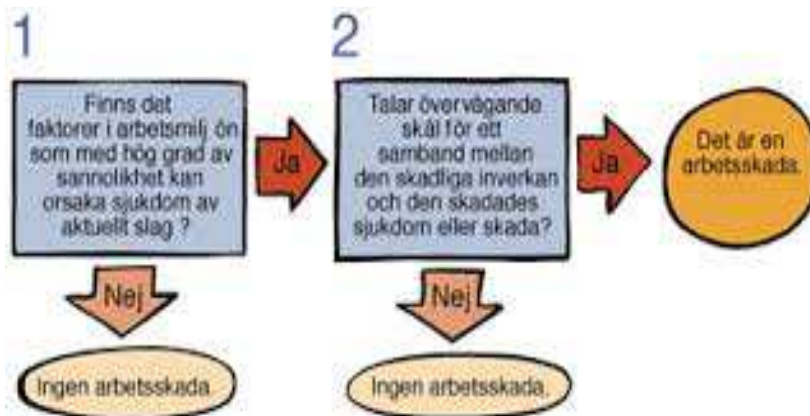 1
Finns det
faktorer i arbetsmilj ön
som med hög grad av
sannolikhet kan
orsaka sjukdom av
aktuellt slag ?
Ja
Nej
Ingen arbetsskada.
2
Talar övervägande
skäl för ett
samband mellan
den skadliga inverkan
och den skadades
sjukdom eller skada?
Ja
Nej
Ingen arbetsskada.
Det är en
arbetsskada.